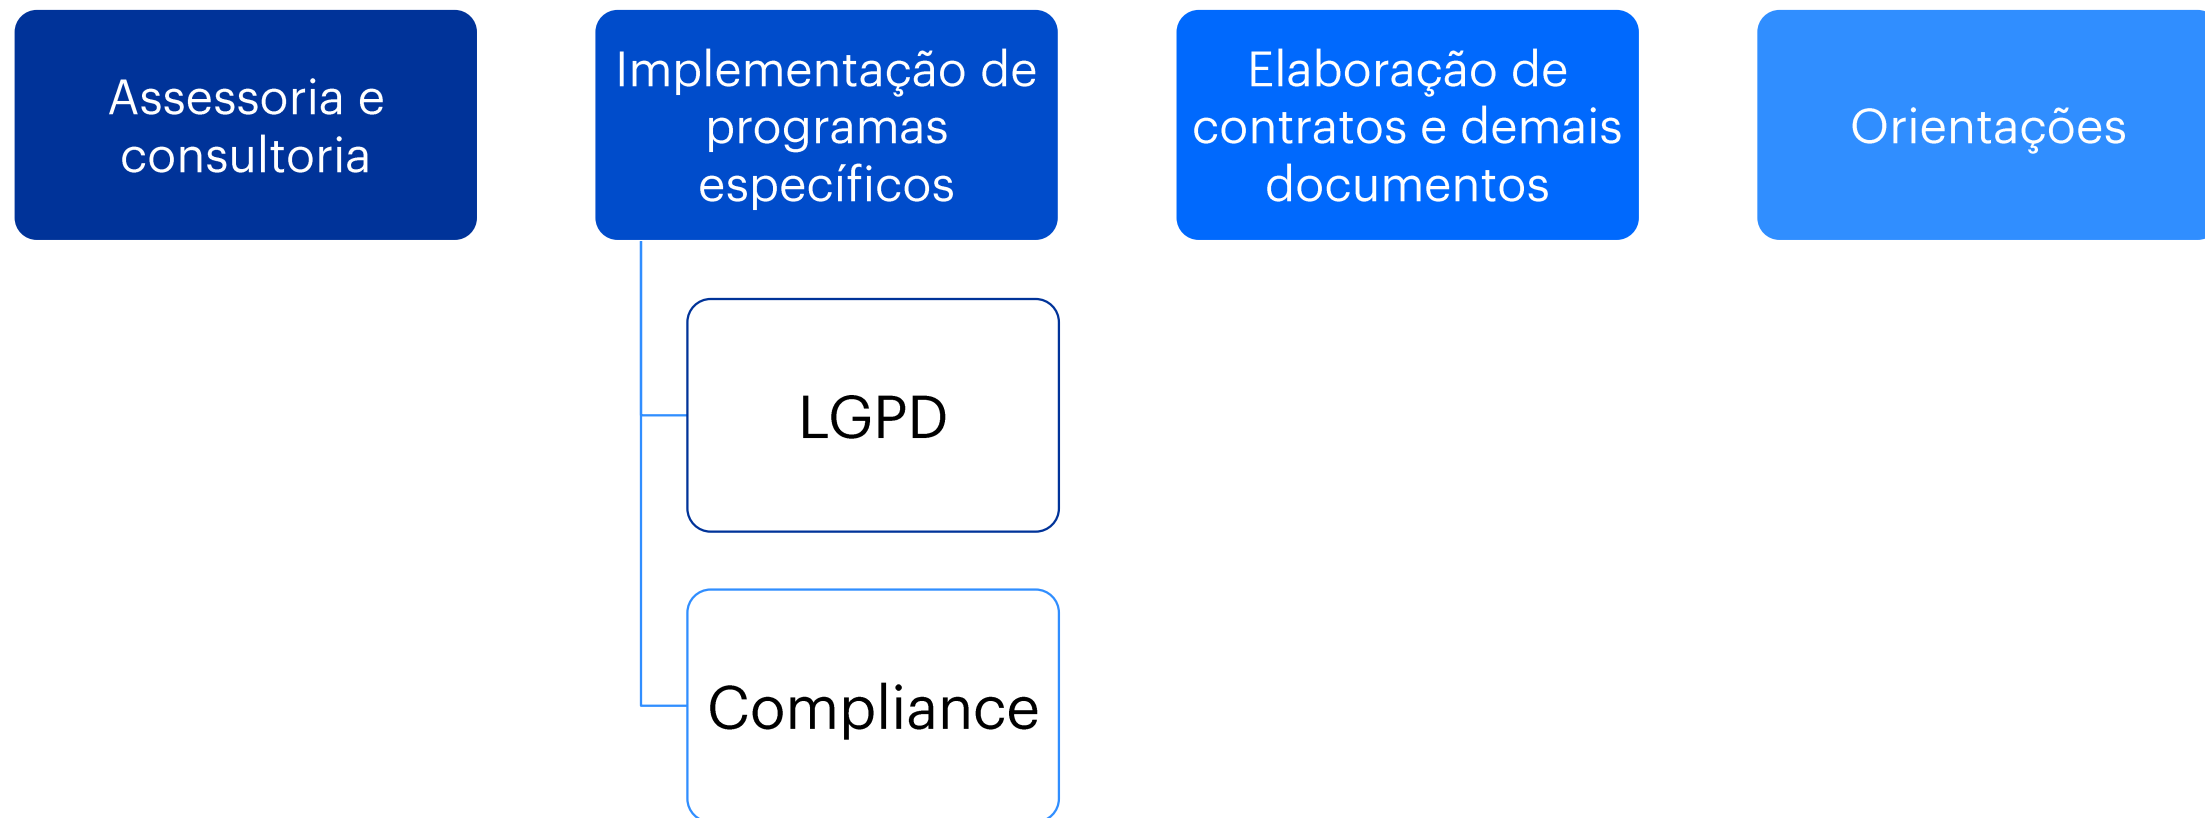 Assessoria e
consultoria
Implementação de
programas
específicos
LGPD
Compliance
Elaboração de
contratos e demais
documentos
Orientações